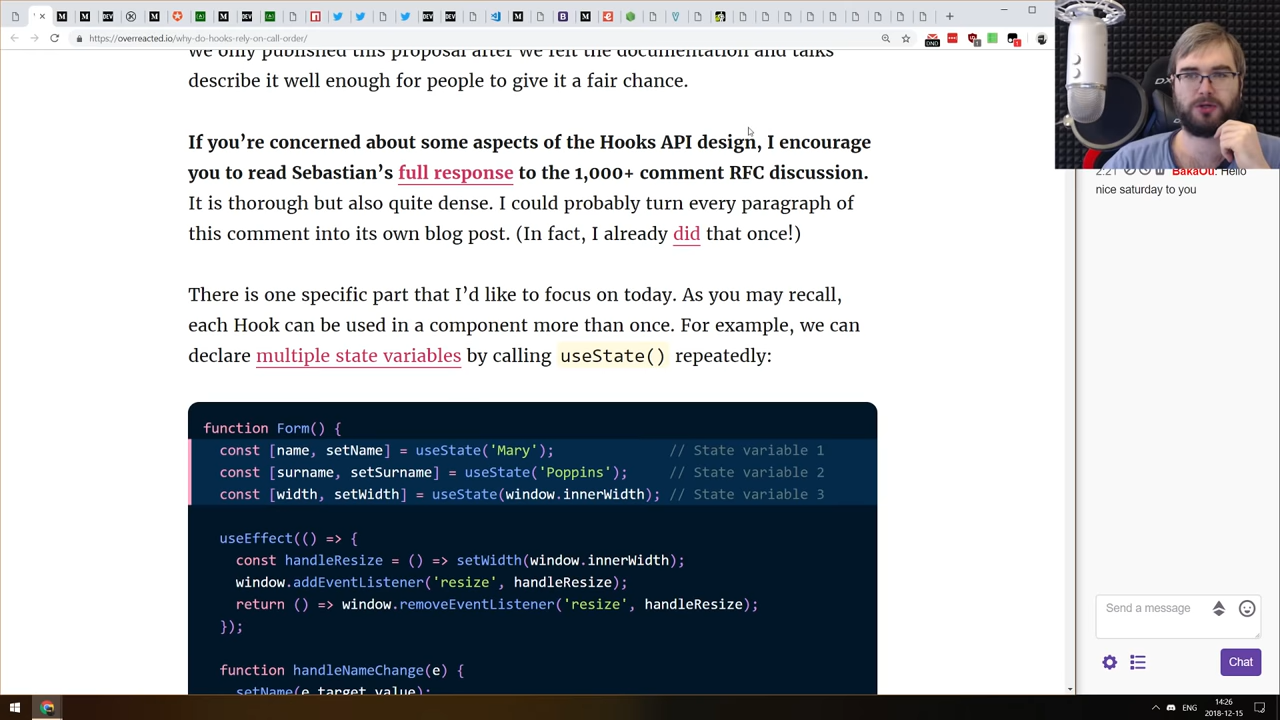 https://overreacted.io/why-do-hooks-rely-on-call-order/
we only published this proposal after we felt the documentation and talks
describe it well enough for people to give it a fair chance.
If you’re concerned about some aspects of the Hooks API design, I encourage
you to read Sebastian’s full response to the 1,000+ comment RFC discussion.
It is thorough but also quite dense. I could probably turn every paragraph of
this comment into its own blog post. (In fact, I already did that once!)
There is one specific part that I’d like to focus on today. As you may recall,
each Hook can be used in a component more than once. For example, we can
declare multiple state variables by calling useState() repeatedly:
function Form() {
const [name, setName] = useState('Mary'); // State variable 1
const [surname, setSurname] = useState('Poppins'); // State variable 2
const [width, setWidth] = useState(window.innerWidth); // State variable 3
useEffect(() => {
const handleResize = () => setWidth(window.innerWidth);
window.addEventListener('resize', handleResize);
return () => window.removeEventListener('resize', handleResize);
});
function handleNameChange(e) {
setName(e.target.value);
2:21 BakaOu: Hello
nice saturday to you
Send a message
Chat
ENG
14:26
2018-12-15